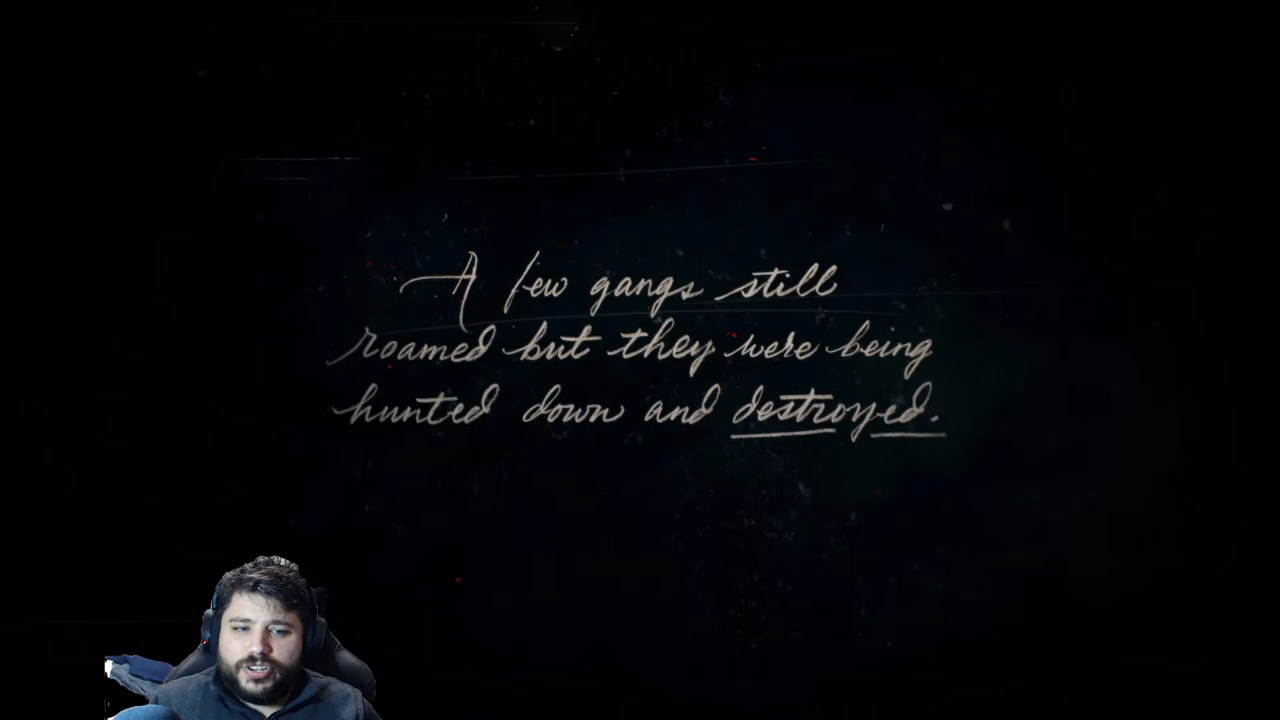 A few gangs still
roamed but they were being
hunted down and destroyed.